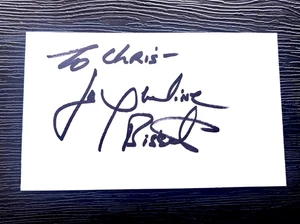 To CHRIS-
Jacqueline
Bisset